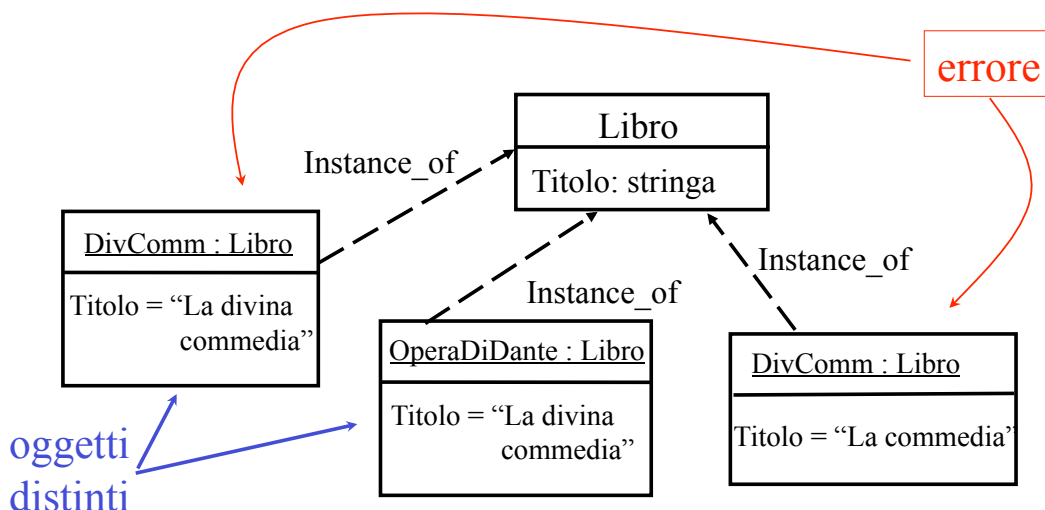 errore
Libro
Titolo: stringa
Instance_of
DivComm : Libro
Titolo = “La divina
commedia”
Instance_of
OperaDiDante : Libro
Titolo = “La divina
commedia”
Instance_of
DivComm : Libro
Titolo = “La commedia”
oggetti
distinti